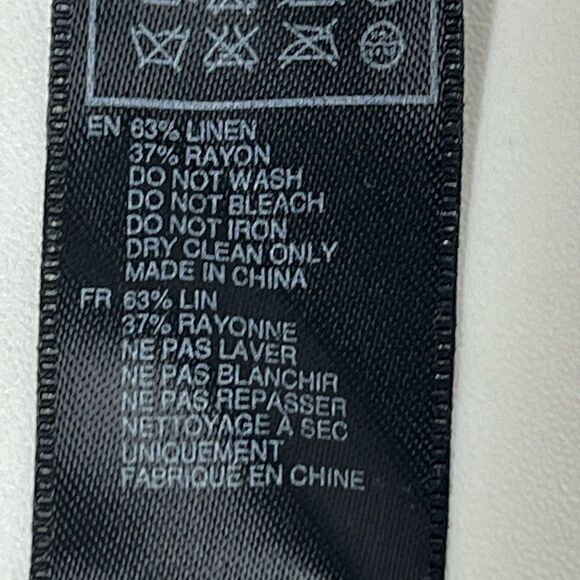 EN 63% LINEN
37% RAYON
DO NOT WASH
DO NOT BLEACH
DO NOT IRON
DRY CLEAN ONLY
MADE IN CHINA
FR 63% LIN
37% RAYONNE
NE PAS LAVER
NE PAS BLANCHIR
NE PAS REPASSER
NETTOYAGE À SEC
UNIQUEMENT
FABRIQUÉ EN CHINE